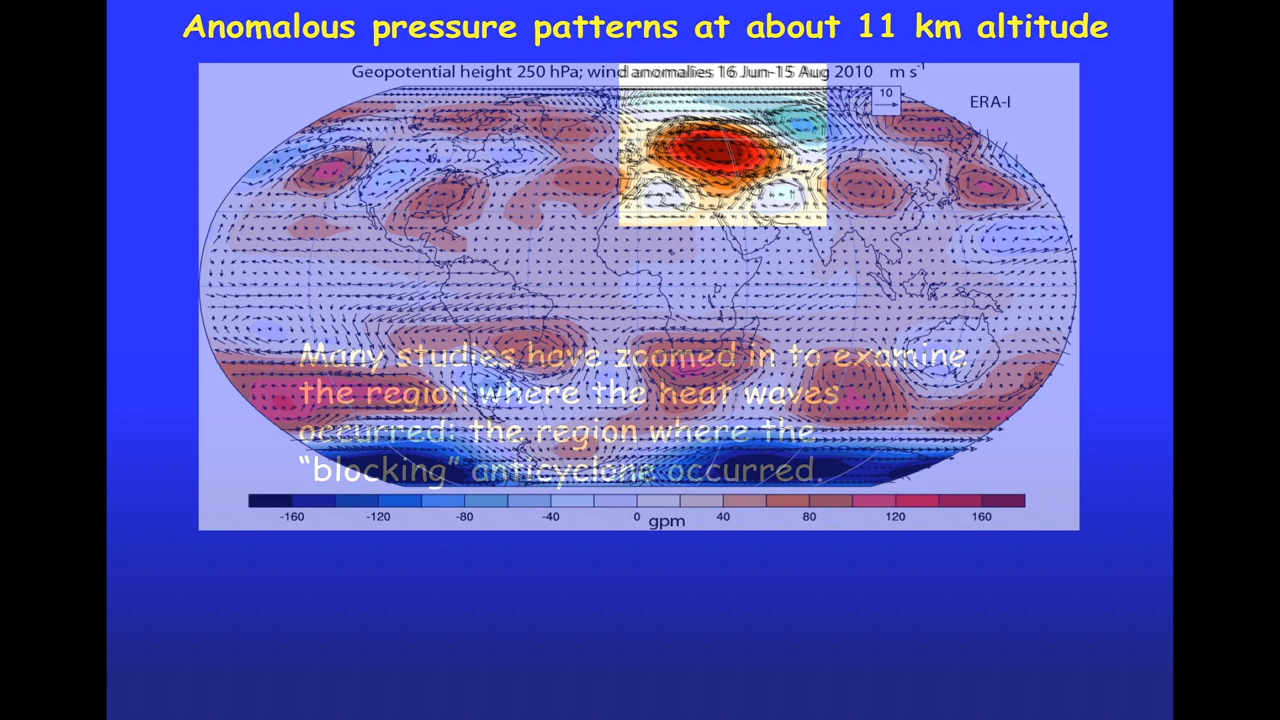 Anomalous pressure patterns at about 11 km altitude
Geopotential height 250 hPa; wind anomalies 16 Jun-15 Aug 2010 m s-1
10
ERA-I
Many studies have zoomed in to examine
the region where the heat waves
occurred: the region where the
“blocking” anticyclone occurred.
-160 -120 -80 -40 0 40 80 120 160
gpm